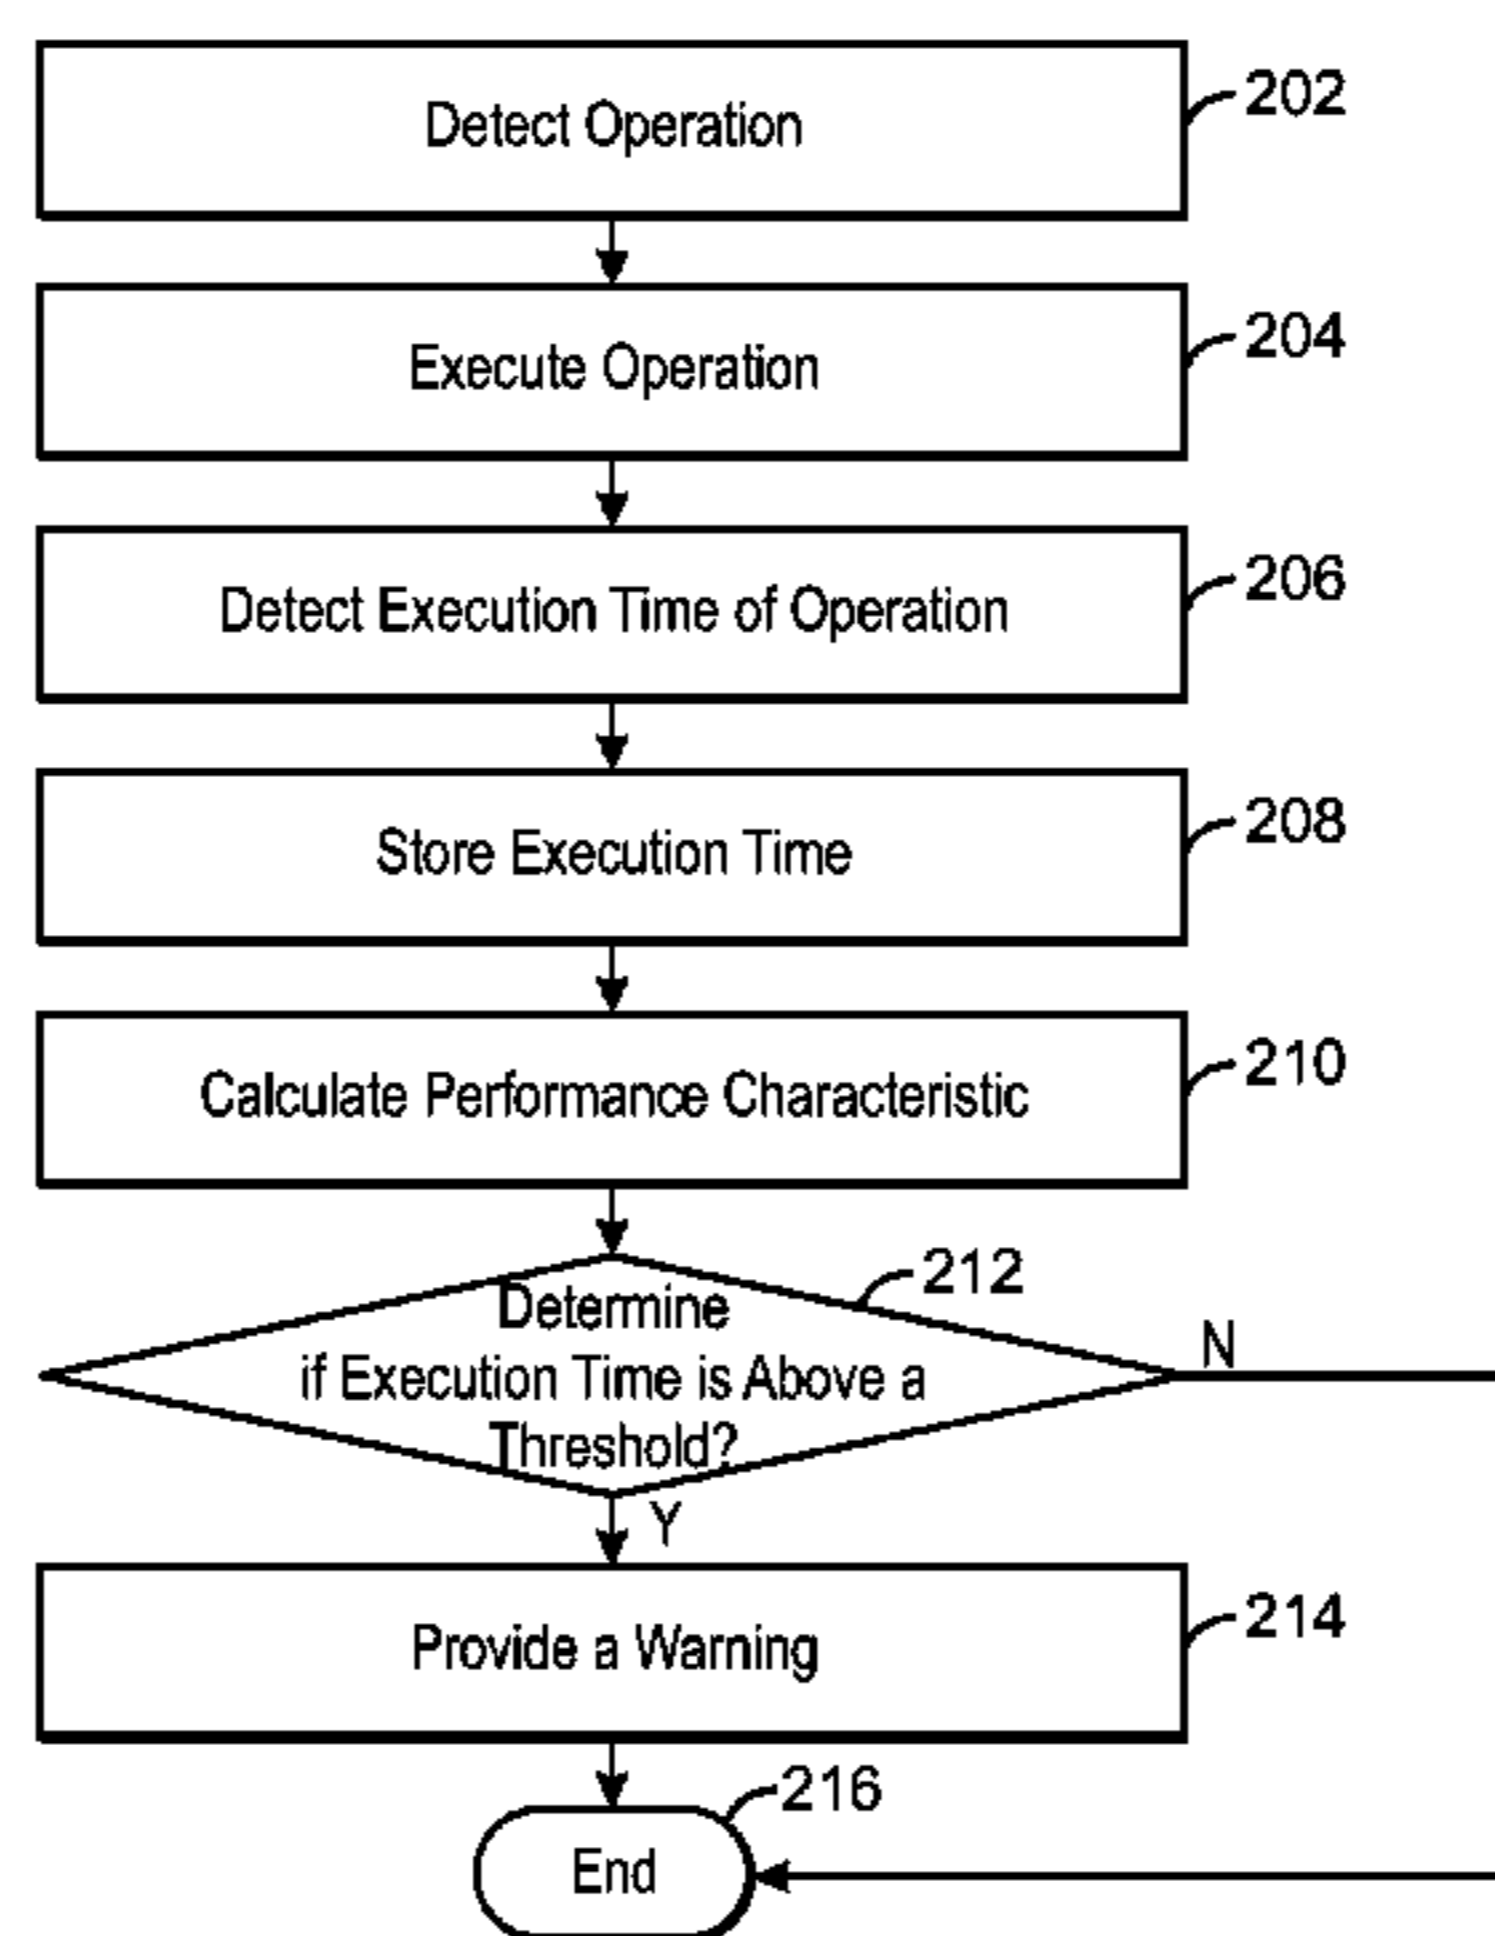 Detect Operation
202
Execute Operation
204
Detect Execution Time of Operation
206
Store Execution Time
208
Calculate Performance Characteristic
210
212
Determine
if Execution Time is Above a
Threshold?
N
Y
Provide a Warning
214
216
End